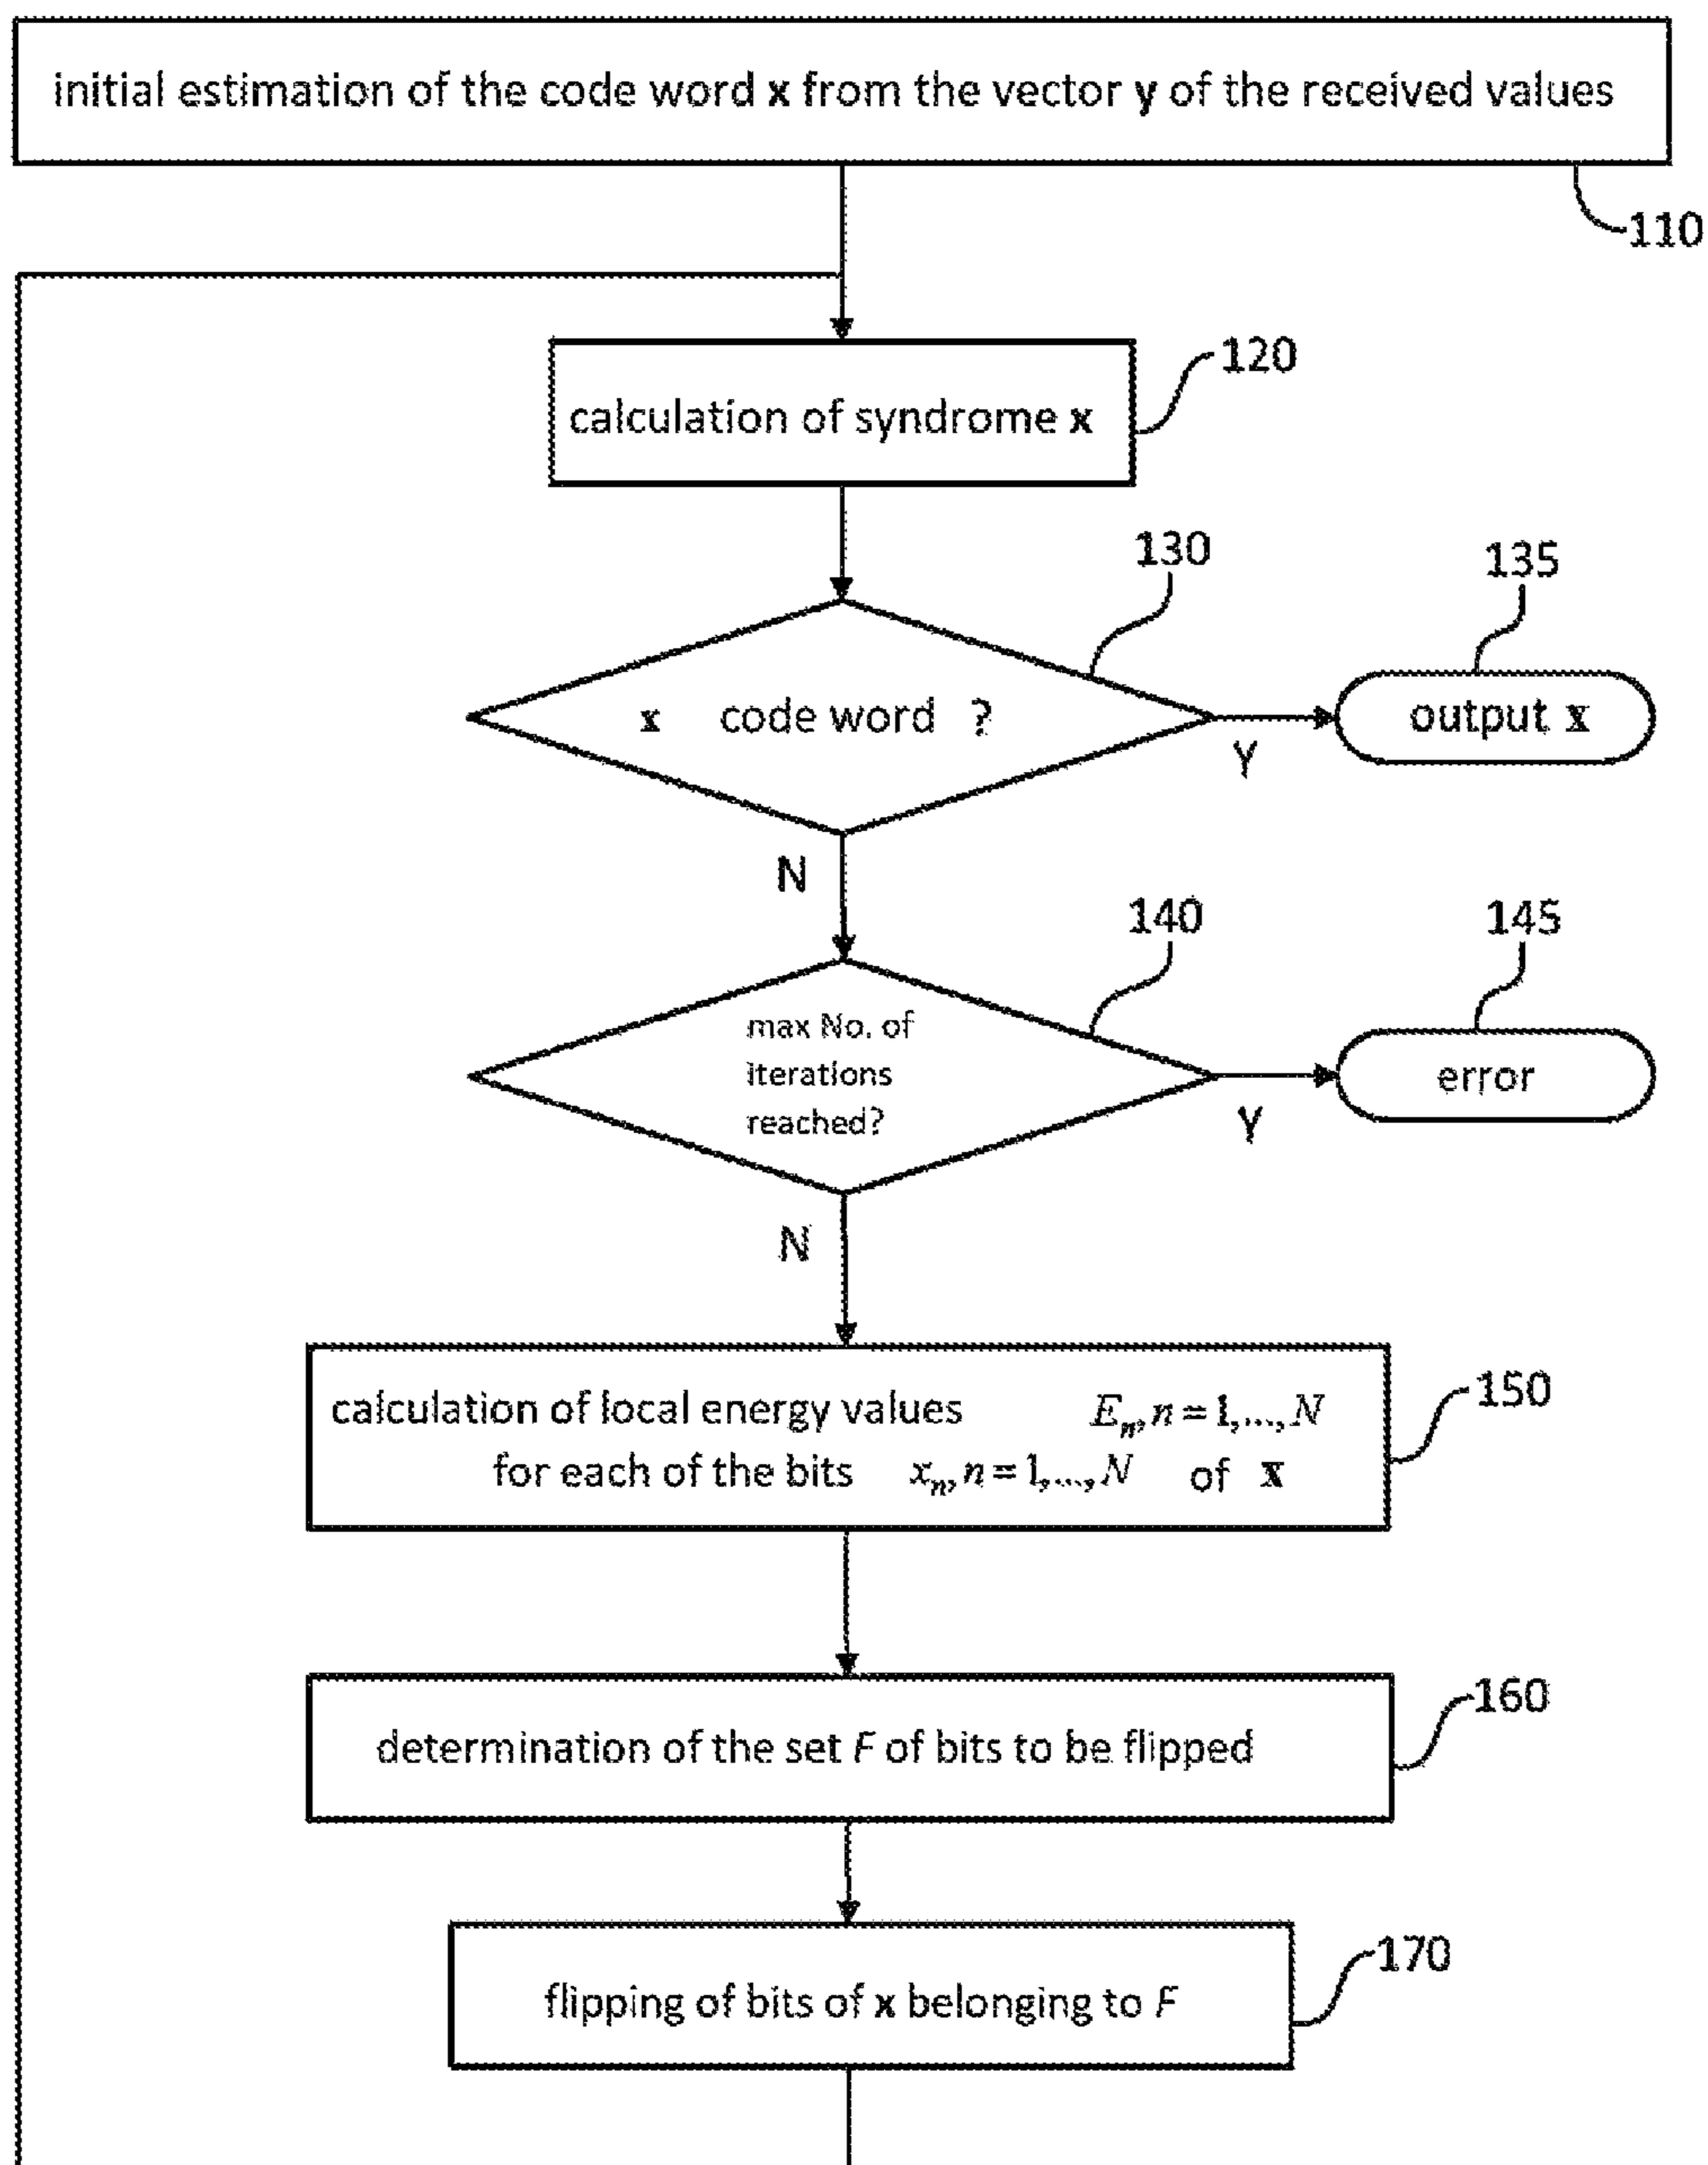 initial estimation of the code word x from the vector y of the received values
110
120
calculation of syndrome x
130
135
x code word ?
output x
Y
N
140
145
max No. of
iterations
reached?
error
Y
N
150
calculation of local energy values E_n, n = 1,..., N
for each of the bits x_n, n = 1,..., N of x
160
determination of the set F of bits to be flipped
170
flipping of bits of x belonging to F